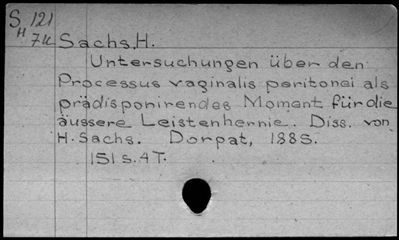 S 121
H 74
Sachs, H.
Untersuchungen über den
Processus vaginalis peritonei als
prädisponirendes Moment für die
äussere Leistenhernie. Diss. von
H. Sachs. Dorpat, 1885.
151 S. 4 T.